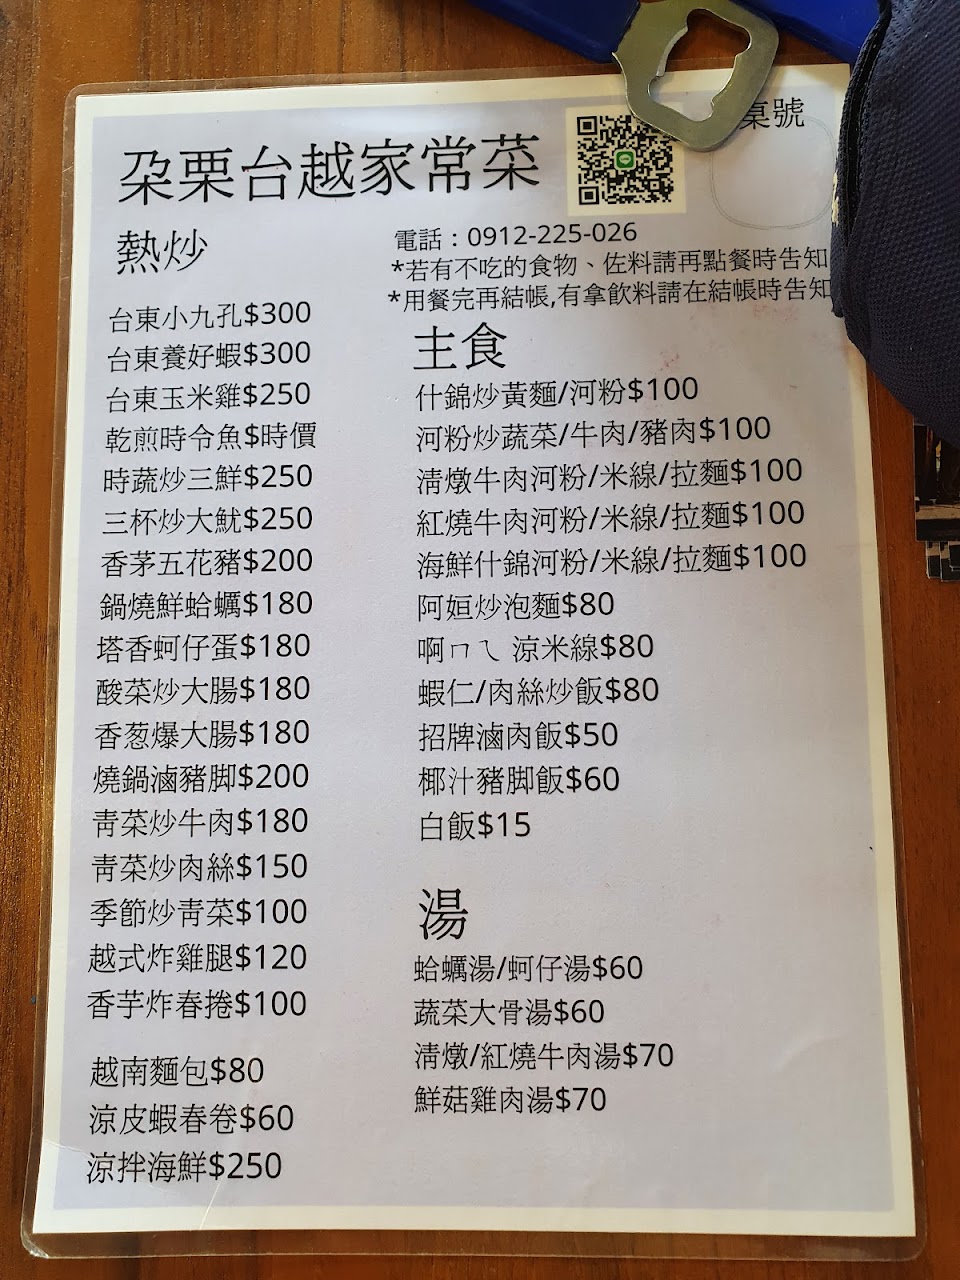 朶栗台越家常菜
桌號
電話：0912-225-026
*若有不吃的食物、佐料請再點餐時告知
*用餐完再結帳,有拿飲料請在結帳時告知
熱炒
台東小九孔$300
台東養好蝦$300
台東玉米雞$250
乾煎時令魚$時價
時蔬炒三鮮$250
三杯炒大魷$250
香茅五花豬$200
鍋燒鮮蛤蠣$180
塔香蚵仔蛋$180
酸菜炒大腸$180
香葱爆大腸$180
燒鍋滷豬脚$200
青菜炒牛肉$180
青菜炒肉絲$150
季節炒青菜$100
越式炸雞腿$120
香芋炸春捲$100
越南麵包$80
涼皮蝦春卷$60
涼拌海鮮$250
主食
什錦炒黃麵/河粉$100
河粉炒蔬菜/牛肉/豬肉$100
清燉牛肉河粉/米線/拉麵$100
紅燒牛肉河粉/米線/拉麵$100
海鮮什錦河粉/米線/拉麵$100
阿姮炒泡麵$80
啊ㄇㄟ 涼米線$80
蝦仁/肉絲炒飯$80
招牌滷肉飯$50
椰汁豬脚飯$60
白飯$15
湯
蛤蠣湯/蚵仔湯$60
蔬菜大骨湯$60
清燉/紅燒牛肉湯$70
鮮菇雞肉湯$70